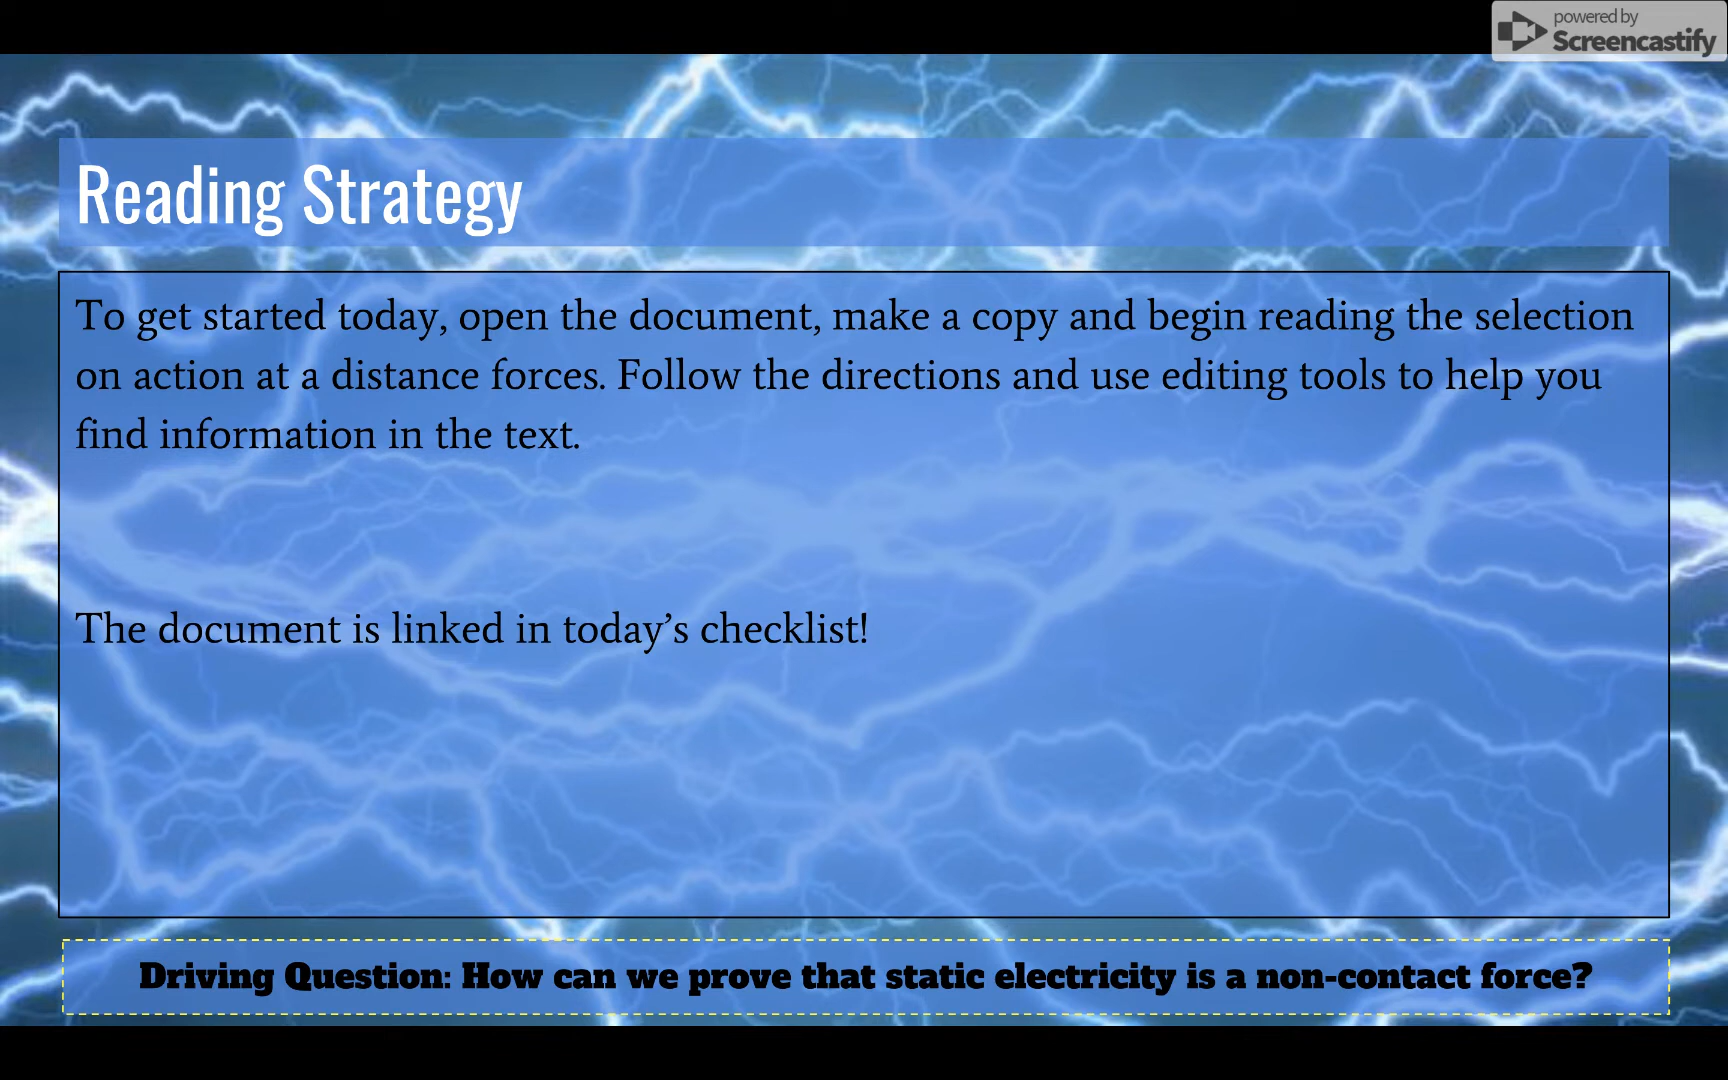 powered by
Screencastify
Reading Strategy
To get started today, open the document, make a copy and begin reading the selection
on action at a distance forces. Follow the directions and use editing tools to help you
find information in the text.
The document is linked in today’s checklist!
Driving Question: How can we prove that static electricity is a non-contact force?